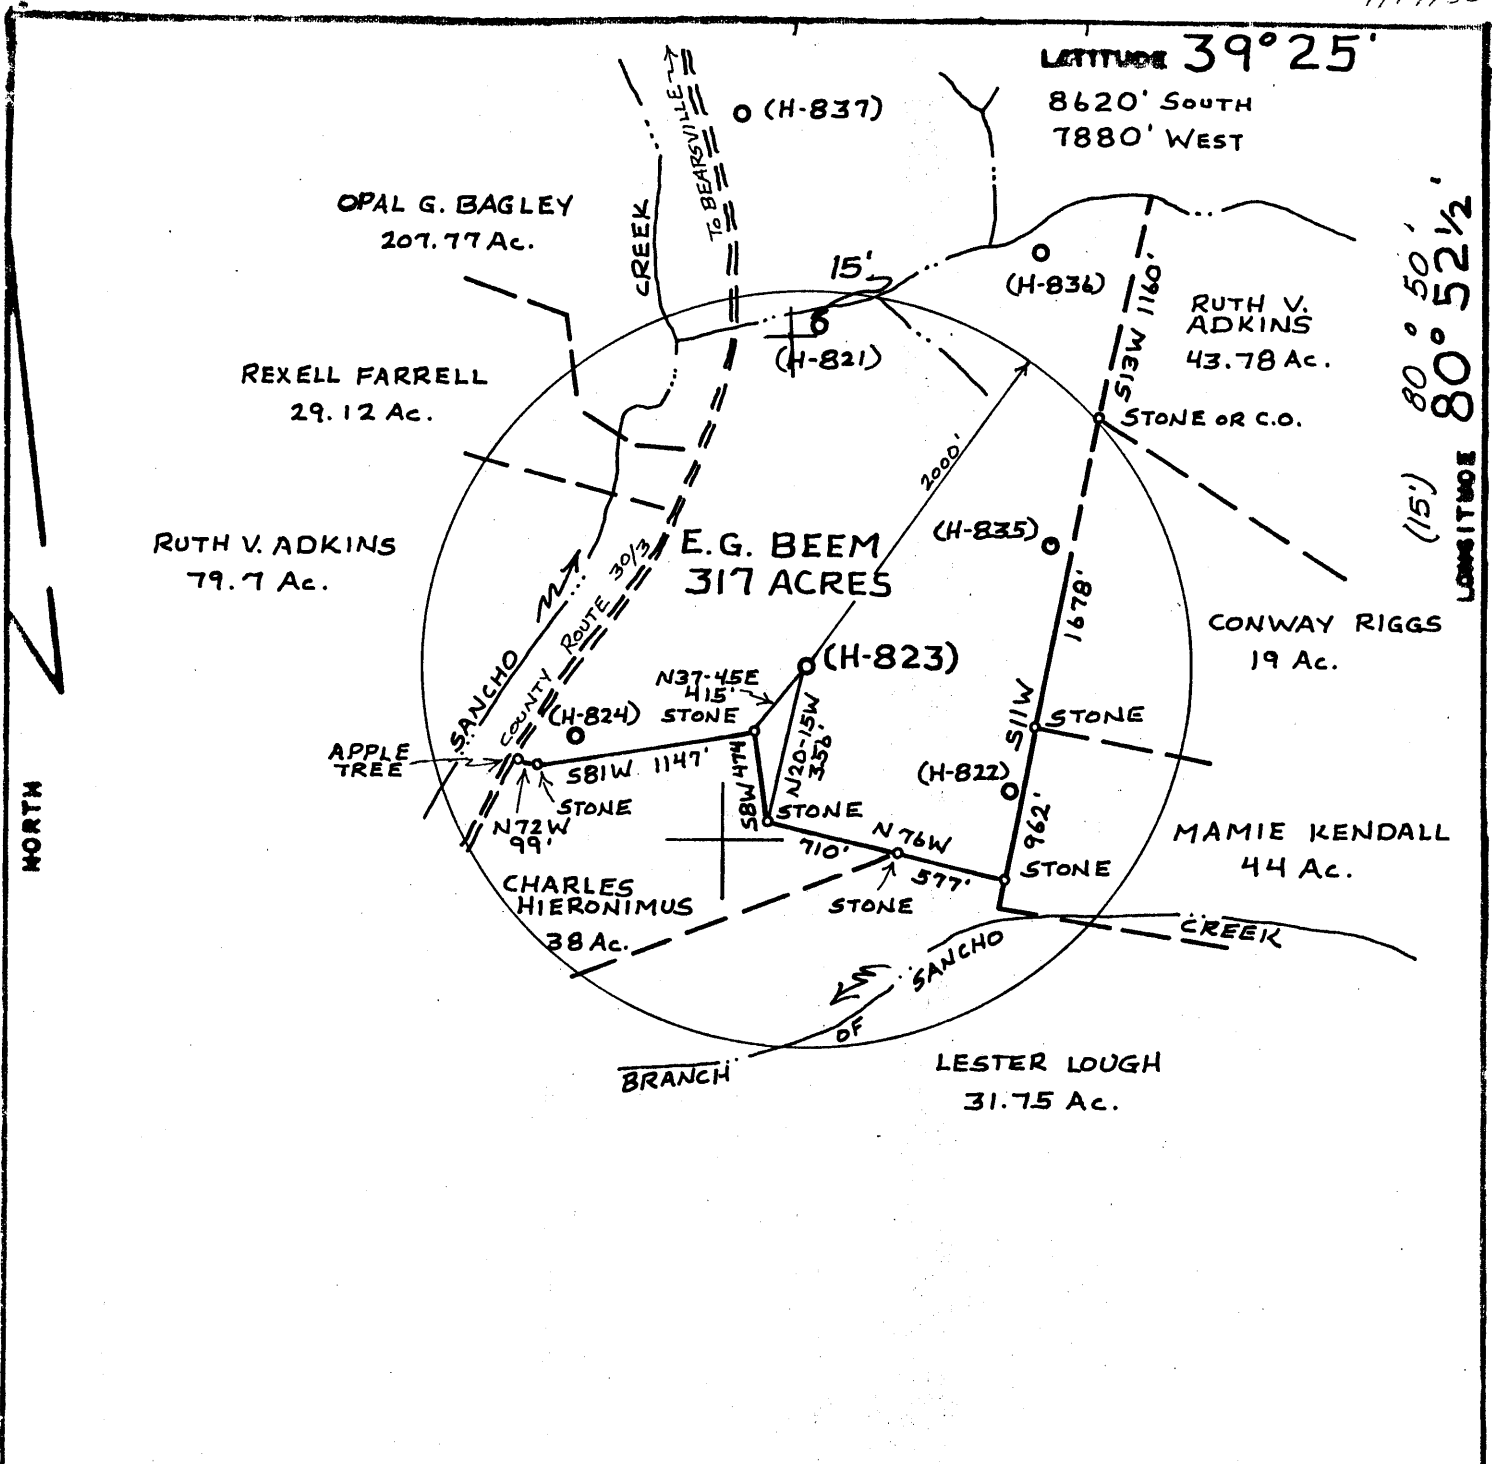 LATITUDE 39° 25'
8620' SOUTH
7880' WEST
(H-837)
TO BEARSVILLE
OPAL G. BAGLEY
207.77 Ac.
CREEK
15'
(H-836)
S13W 1160'
RUTH V.
ADKINS
43.78 Ac.
LONGITUDE 80° 52 1/2'
(15') 80° 50'
(H-821)
REXELL FARRELL
29.12 Ac.
STONE OR C.O.
2000'
RUTH V. ADKINS
79.7 Ac.
E.G. BEEM
317 ACRES
(H-835)
1678'
CONWAY RIGGS
19 Ac.
COUNTY ROUTE 30/3
SANCHO
(H-823)
N37-45E
415'
(H-824)
STONE
S11W
STONE
APPLE
TREE
S81W 1147'
STONE
N72W
99'
S8W 474
N20-15W
356'
STONE
(H-822)
962'
N76W
710'
577'
STONE
STONE
MAMIE KENDALL
44 Ac.
NORTH
CHARLES
HIERONIMUS
38 Ac.
BRANCH
OF
SANCHO
CREEK
LESTER LOUGH
31.75 Ac.